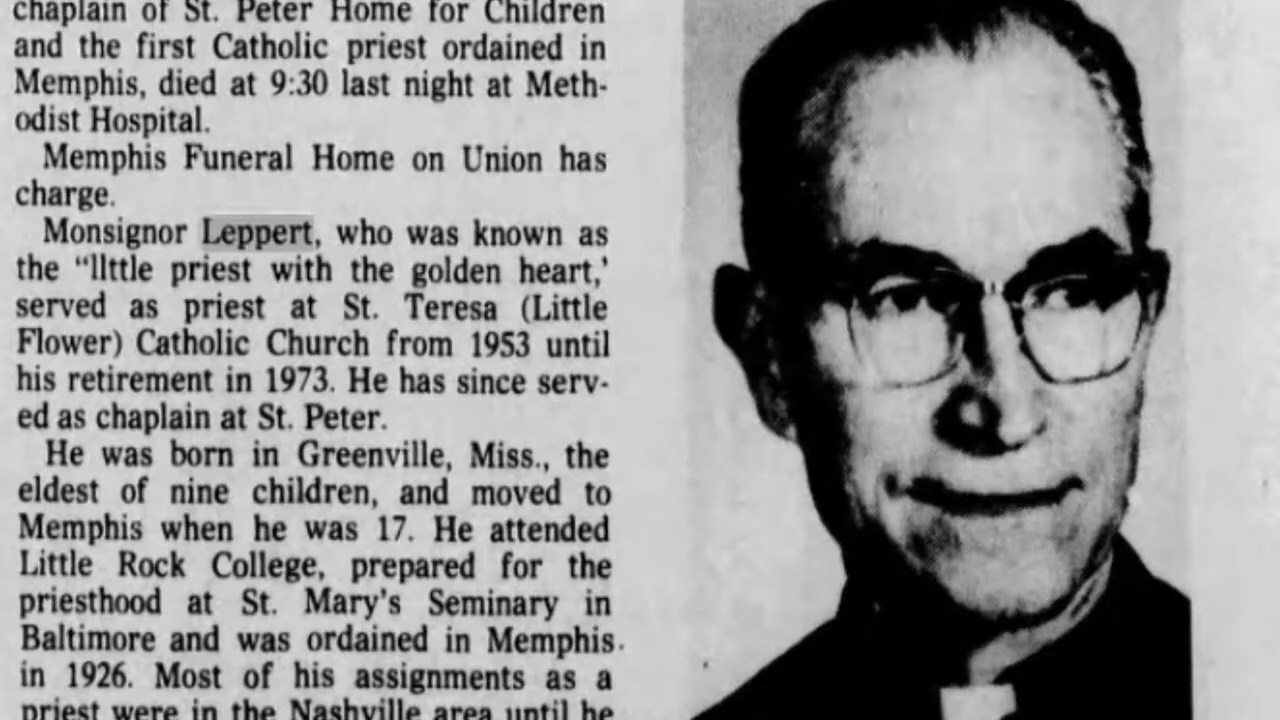 chaplain of St. Peter Home for Children
and the first Catholic priest ordained in
Memphis, died at 9:30 last night at Meth-
odist Hospital.
Memphis Funeral Home on Union has
charge.
Monsignor Leppert, who was known as
the "lIttle priest with the golden heart,'
served as priest at St. Teresa (Little
Flower) Catholic Church from 1953 until
his retirement in 1973. He has since serv-
ed as chaplain at St. Peter.
He was born in Greenville, Miss., the
eldest of nine children, and moved to
Memphis when he was 17. He attended
Little Rock College, prepared for the
priesthood at St. Mary's Seminary in
Baltimore and was ordained in Memphis
in 1926. Most of his assignments as a
priest were in the Nashville area until he